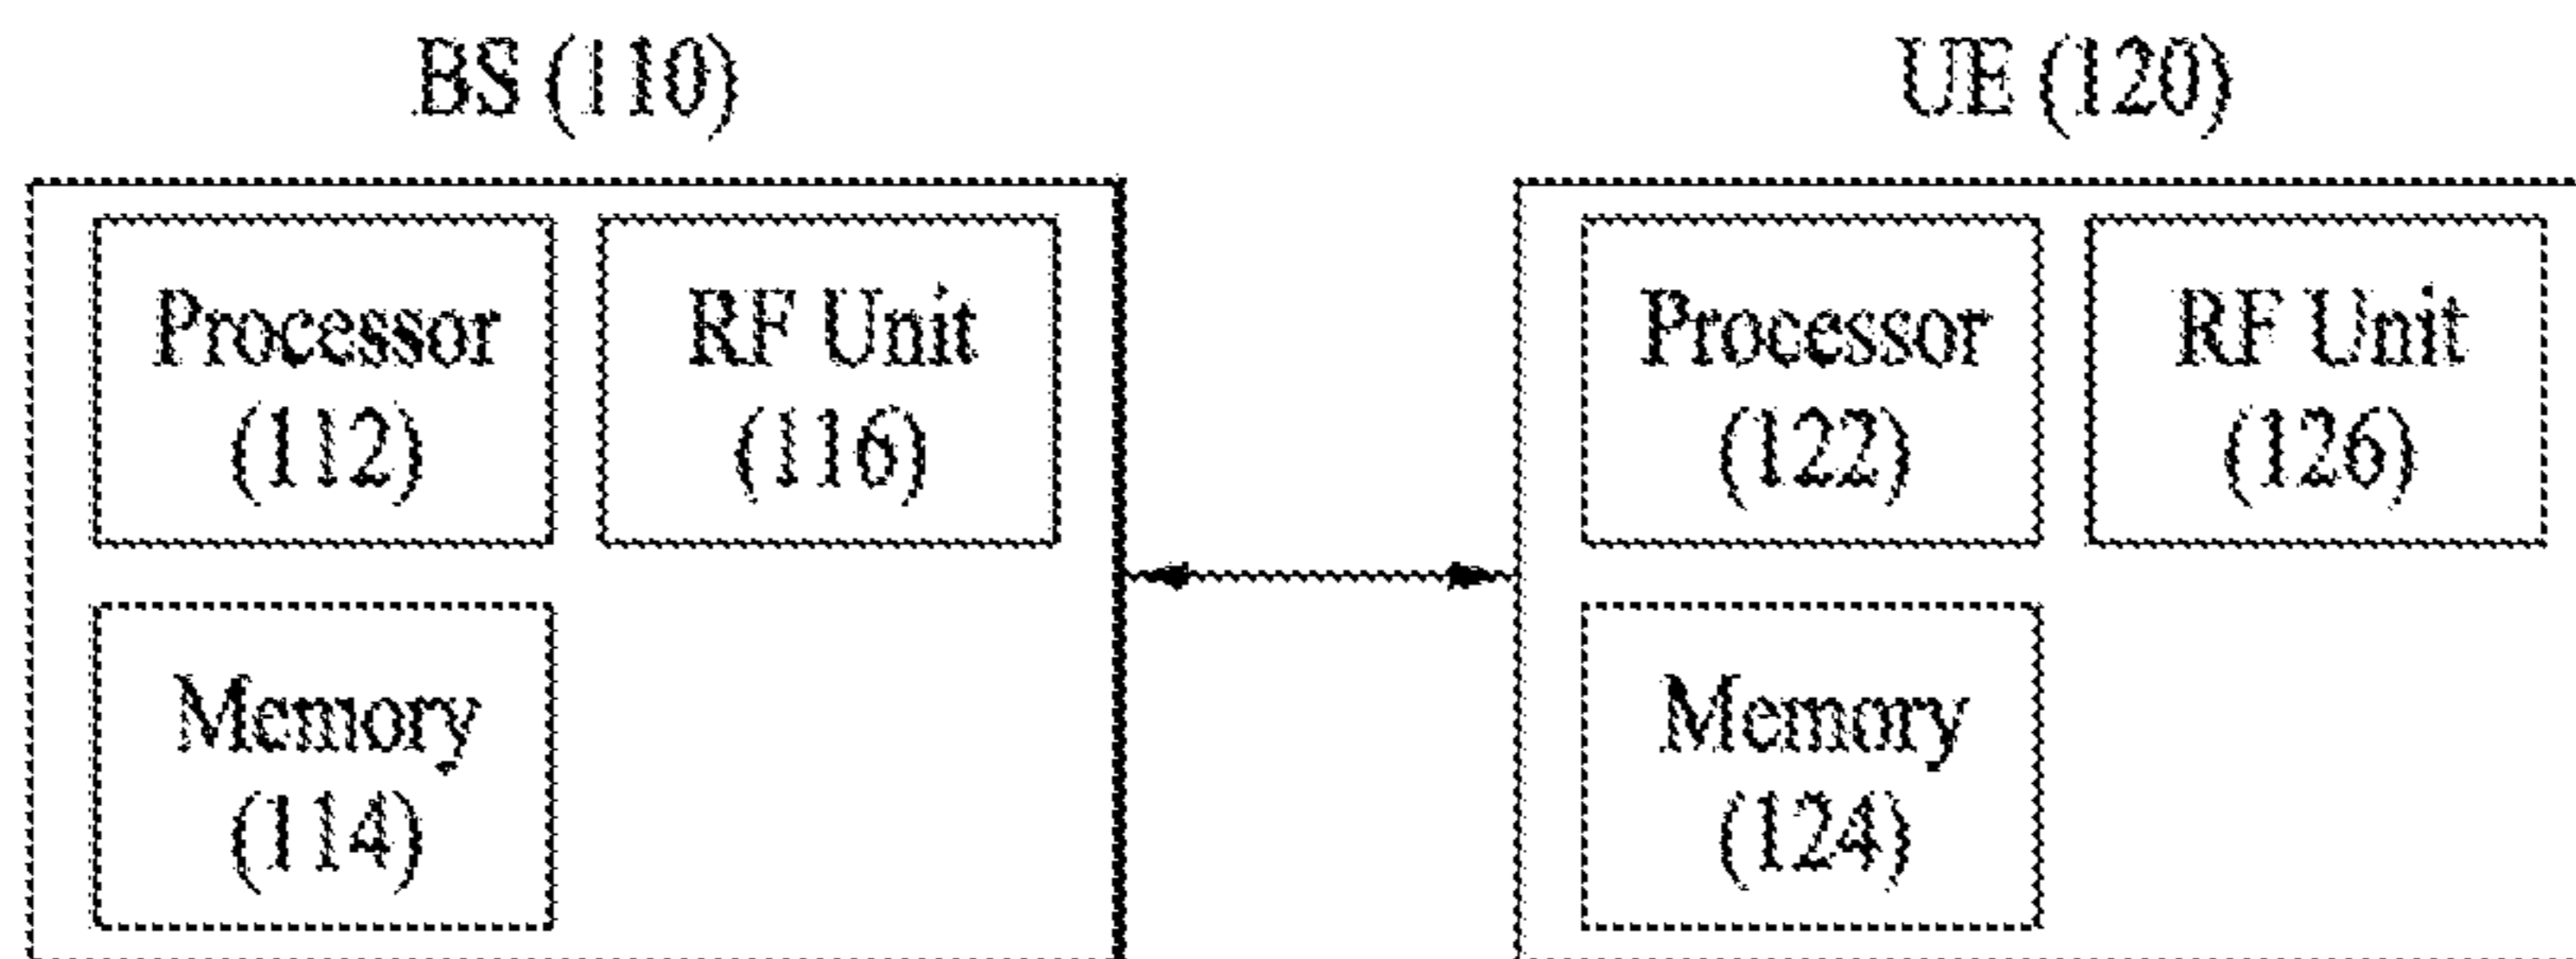 BS (110)
Processor
(112)
RF Unit
(116)
Memory
(114)
UE (120)
Processor
(122)
RF Unit
(126)
Memory
(124)